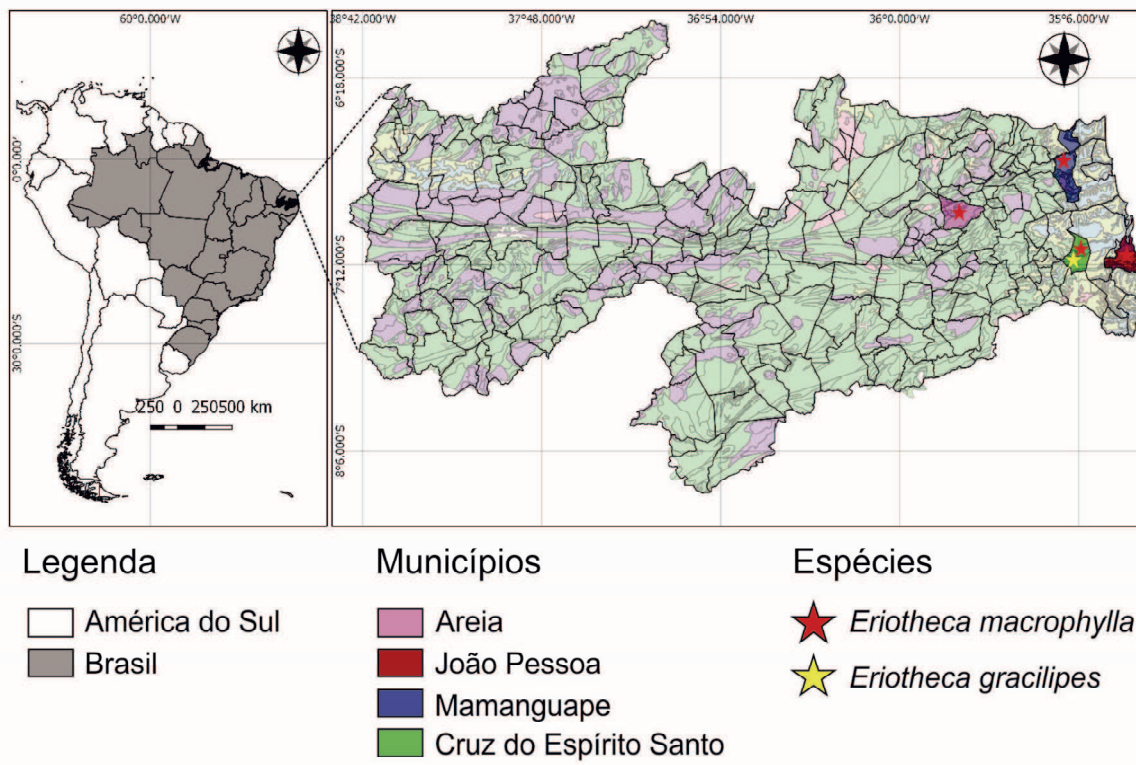 60°0.000'W
38°42.000'W 37°48.000'W 36°54.000'W 36°0.000'W 35°6.000'W
6°18.000'S
0°0.000'
7°12.000'S
30°0.000'S
8°6.000'S
250 0 250500 km
Legenda
América do Sul
Brasil
Municípios
Areia
João Pessoa
Mamanguape
Cruz do Espírito Santo
Espécies
Eriotheca macrophylla
Eriotheca gracilipes